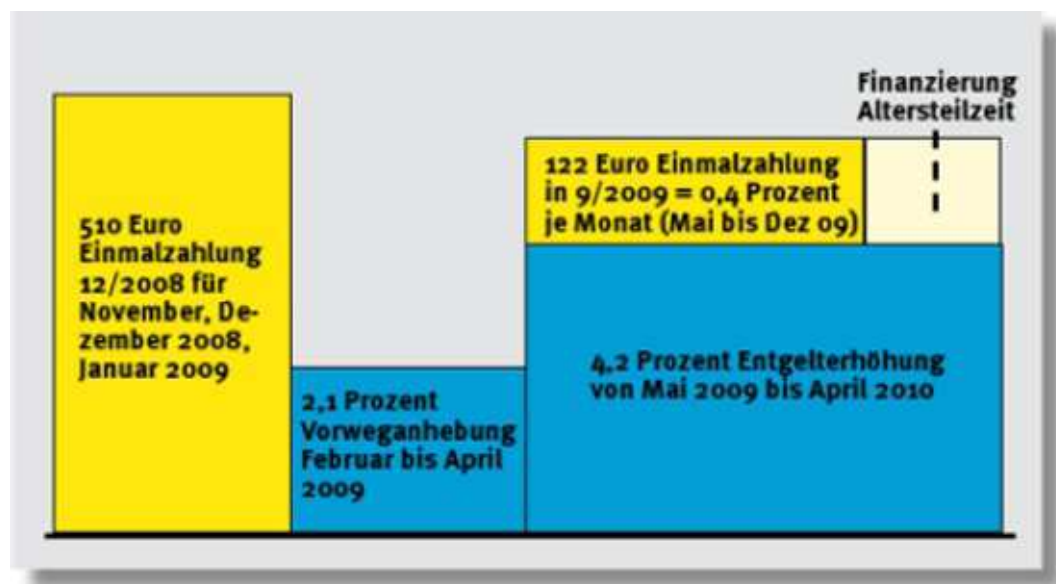 510 Euro
Einmalzahlung
12/2008 für
November, De-
zember 2008,
Januar 2009
2,1 Prozent
Vorweganhebung
Februar bis April
2009
122 Euro Einmalzahlung
in 9/2009 = 0,4 Prozent
je Monat (Mai bis Dez 09)
Finanzierung
Altersteilzeit
4,2 Prozent Entgelterhöhung
von Mai 2009 bis April 2010